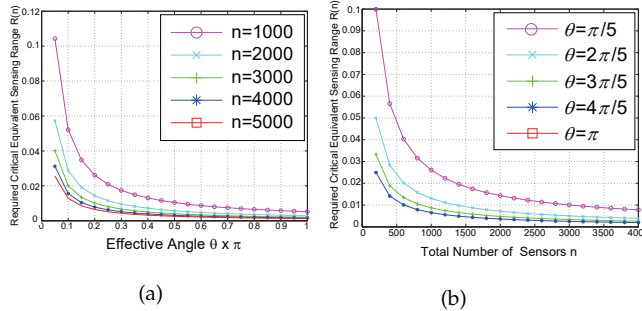 0.12
0.1
0.08
0.06
0.04
0.02
0
Required Critical Equivalent Sensing Range R(n)
n=1000
n=2000
n=3000
n=4000
n=5000
0 0.1 0.2 0.3 0.4 0.5 0.6 0.7 0.8 0.9 1
Effective Angle θ x π
(a)
0.1
0.09
0.08
0.07
0.06
0.05
0.04
0.03
0.02
0.01
0
Required Critical Equivalent Sensing Range R(n)
θ=π/5
θ=2π/5
θ=3π/5
θ=4π/5
θ=π
0 500 1000 1500 2000 2500 3000 3500 400
Total Number of Sensors n
(b)